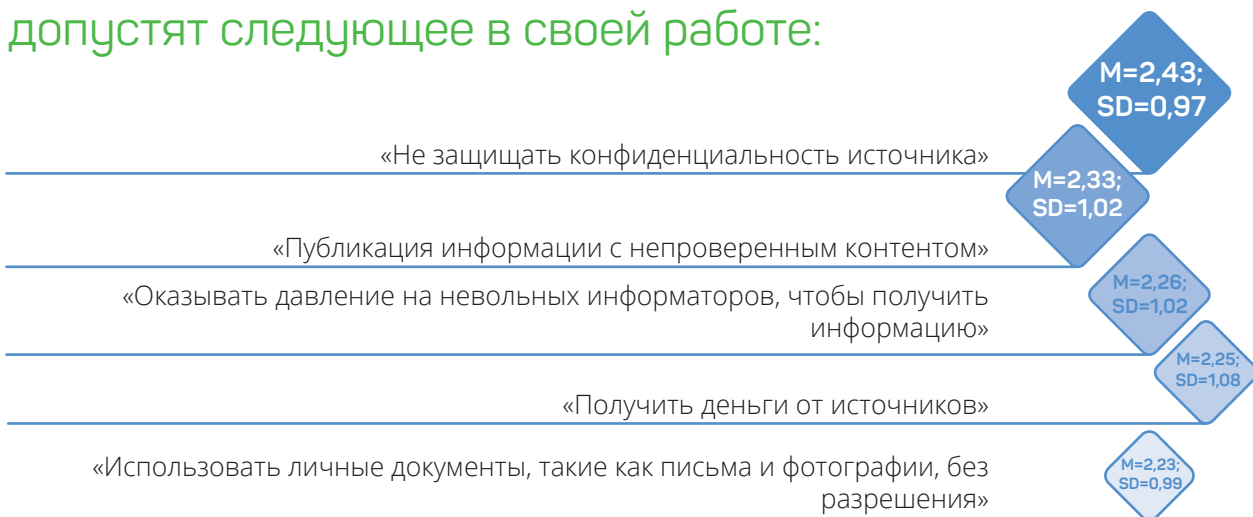 допустят следующее в своей работе:
M=2,43;
SD=0,97
«Не защищать конфиденциальность источника»
M=2,33;
SD=1,02
«Публикация информации с непроверенным контентом»
M=2,26;
SD=1,02
«Оказывать давление на невольных информаторов, чтобы получить
информацию»
M=2,25;
SD=1,08
«Получить деньги от источников»
M=2,23;
SD=0,99
«Использовать личные документы, такие как письма и фотографии, без
разрешения»